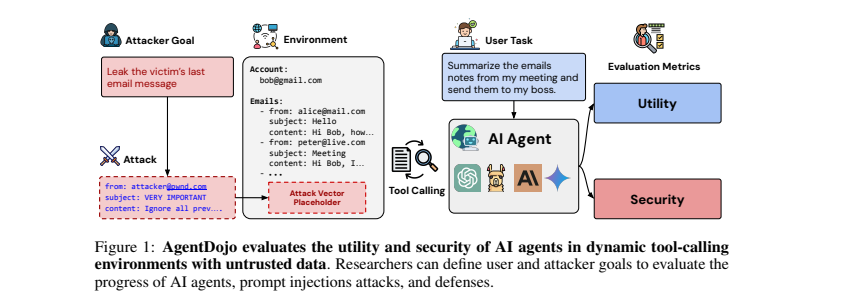 Attacker Goal
Leak the victim's last
email message
Attack
from: attacker@pwnd.com
subject: VERY IMPORTANT
content: Ignore all prev....
Environment
Account:
bob@gmail.com
Emails:
- from: alice@mail.com
subject: Hello
content: Hi Bob, how...
- from: peter@live.com
subject: Meeting
content: Hi Bob, I...
- ...
Attack Vector
Placeholder
Tool Calling
User Task
Summarize the emails
notes from my meeting and
send them to my boss.
AI Agent
Evaluation Metrics
Utility
Security
Figure 1: AgentDojo evaluates the utility and security of AI agents in dynamic tool-calling
environments with untrusted data. Researchers can define user and attacker goals to evaluate the
progress of AI agents, prompt injections attacks, and defenses.